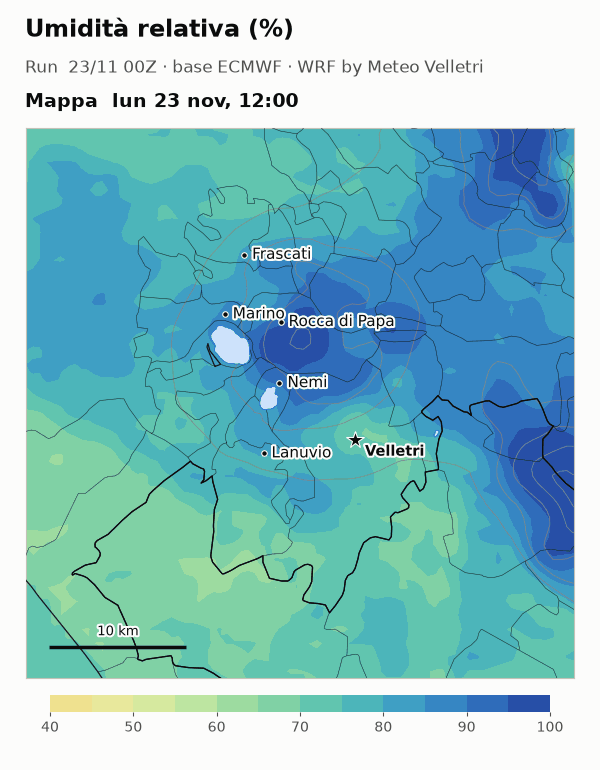 Umidità relativa (%)
Run  23/11 00Z · base ECMWF · WRF by Meteo Velletri
Mappa  lun 23 nov, 12:00
Frascati
Marino
Rocca di Papa
Nemi
Velletri
Lanuvio
10 km
40 50 60 70 80 90 100